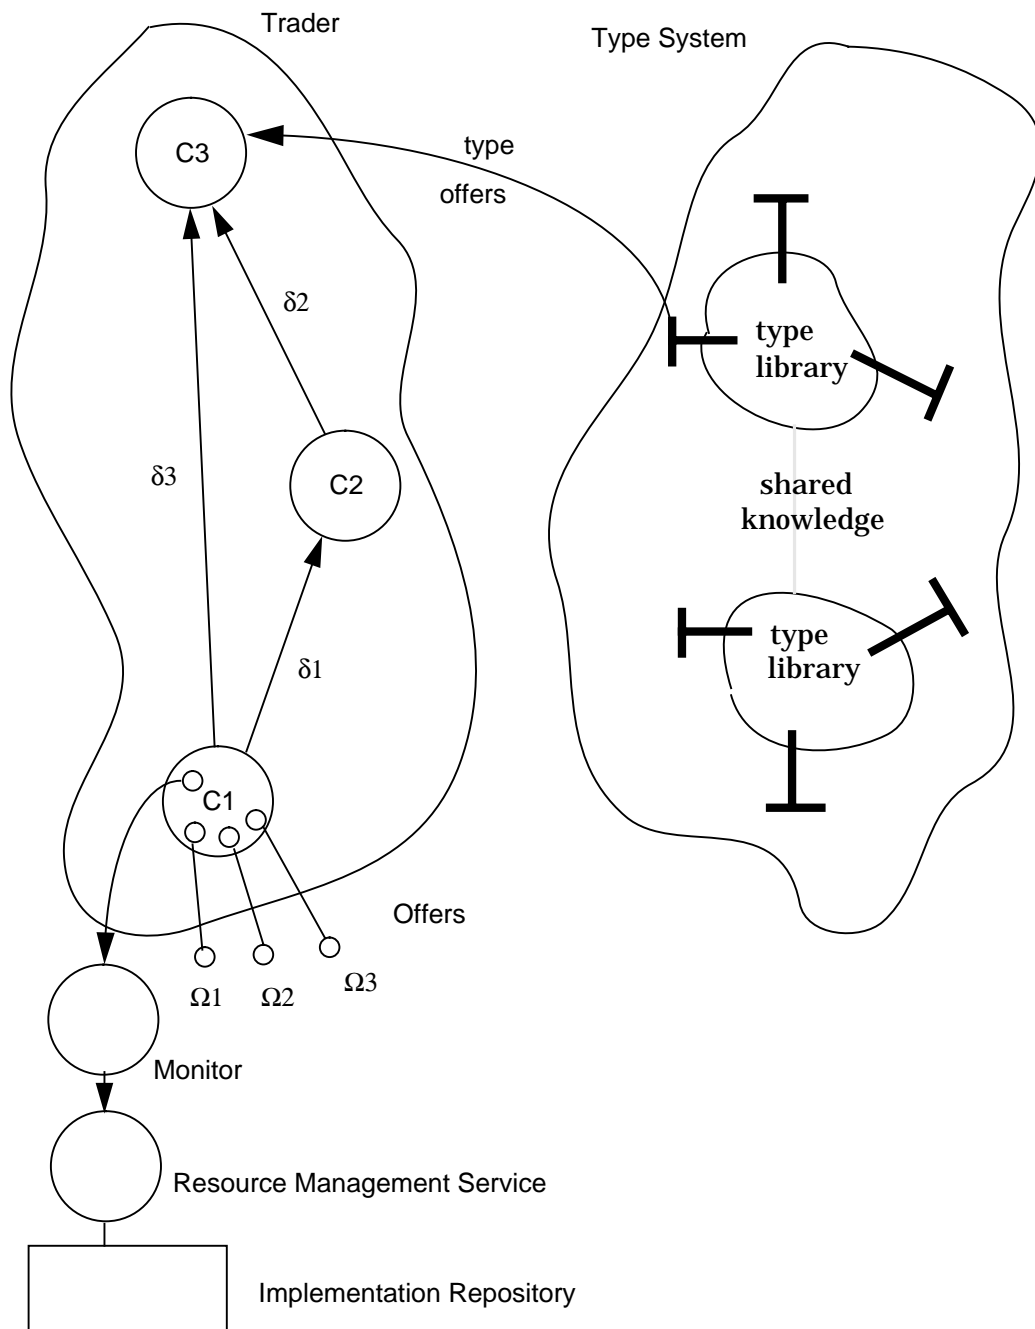 Trader
Type System
C3
type
offers
δ2
type
library
δ3
C2
shared
knowledge
δ1
type
library
C1
Offers
Ω1
Ω2
Ω3
Monitor
Resource Management Service
Implementation Repository